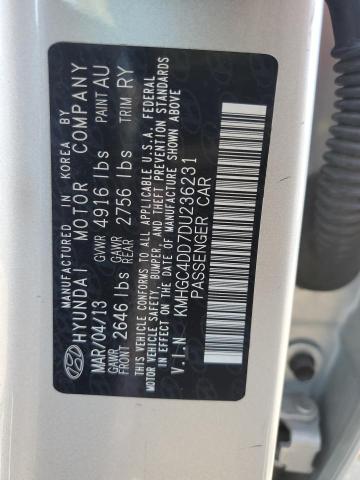 MANUFACTURED IN KOREA BY
HYUNDAI MOTOR COMPANY
MAR/04/13 GVWR 4916 lbs PAINT AU
GAWR FRONT 2646 lbs GAWR REAR 2756 lbs TRIM RY
THIS VEHICLE CONFORMS TO ALL APPLICABLE U.S.A. FEDERAL
MOTOR VEHICLE SAFETY, BUMPER, AND THEFT PREVENTION
STANDARDS IN EFFECT ON THE DATE OF MANUFACTURE SHOWN ABOVE
V.I.N KMHGC4DD7DU236231
PASSENGER CAR